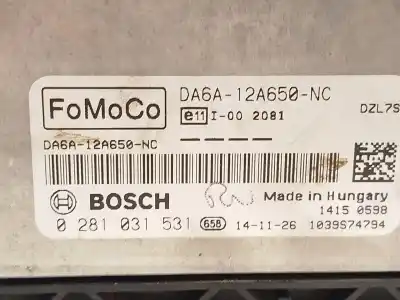 FoMoCo
DA6A-12A650-NC
e11 I-00 2081
DZL7S
DA6A-12A650-NC
BOSCH
Made in Hungary
1415 0598
0 281 031 531 658 14-11-26 1039S74794